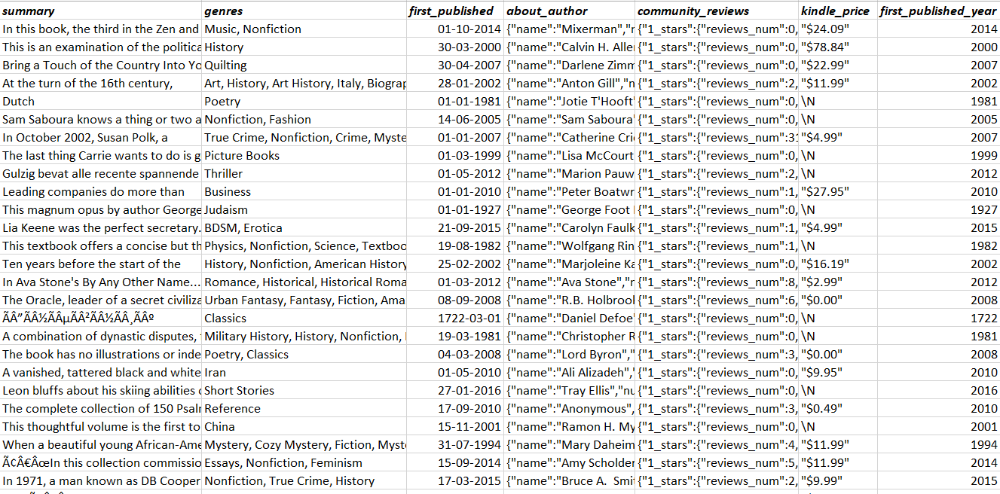 summary genres first_published about_author community_reviews kindle_price first_published_year
In this book, the third in the Zen and Music, Nonfiction 01-10-2014 {"name":"Mixerman","n {"1_stars":{"reviews_num":0, "$24.09" 2014
This is an examination of the politica History 30-03-2000 {"name":"Calvin H. Alle {"1_stars":{"reviews_num":0, "$78.84" 2000
Bring a Touch of the Country Into Yo Quilting 30-04-2007 {"name":"Darlene Zimm {"1_stars":{"reviews_num":0, "$22.99" 2007
At the turn of the 16th century, Art, History, Art History, Italy, Biograp 28-01-2002 {"name":"Anton Gill","n {"1_stars":{"reviews_num":2, "$11.99" 2002
Dutch Poetry 01-01-1981 {"name":"Jotie T'Hooft" {"1_stars":{"reviews_num":0, \N 1981
Sam Saboura knows a thing or two a Nonfiction, Fashion 14-06-2005 {"name":"Sam Saboura" {"1_stars":{"reviews_num":0, \N 2005
In October 2002, Susan Polk, a True Crime, Nonfiction, Crime, Myste 01-01-2007 {"name":"Catherine Cri {"1_stars":{"reviews_num":31 "$4.99" 2007
The last thing Carrie wants to do is g Picture Books 01-03-1999 {"name":"Lisa McCourt {"1_stars":{"reviews_num":0, \N 1999
Gulzig bevat alle recente spannende Thriller 01-05-2012 {"name":"Marion Pauw {"1_stars":{"reviews_num":2, \N 2012
Leading companies do more than Business 01-01-2010 {"name":"Peter Boatwr {"1_stars":{"reviews_num":1, "$27.95" 2010
This magnum opus by author George Judaism 01-01-1927 {"name":"George Foot {"1_stars":{"reviews_num":0, \N 1927
Lia Keene was the perfect secretary. BDSM, Erotica 21-09-2015 {"name":"Carolyn Faulk {"1_stars":{"reviews_num":1, "$4.99" 2015
This textbook offers a concise but th Physics, Nonfiction, Science, Textboo 19-08-1982 {"name":"Wolfgang Rin {"1_stars":{"reviews_num":1, \N 1982
Ten years before the start of the History, Nonfiction, American History 25-02-2002 {"name":"Marjoleine Ka {"1_stars":{"reviews_num":0, "$16.19" 2002
In Ava Stone's By Any Other Name... Romance, Historical, Historical Roma 01-03-2012 {"name":"Ava Stone","n {"1_stars":{"reviews_num":8, "$2.99" 2012
The Oracle, leader of a secret civiliza Urban Fantasy, Fantasy, Fiction, Ama 08-09-2008 {"name":"R.B. Holbrool {"1_stars":{"reviews_num":6, "$0.00" 2008
ÃÂ”ÃÂ½ÃÂµÃÂ²ÃÂ½ÃÂ¸ÃÂº Classics 1722-03-01 {"name":"Daniel Defoe" {"1_stars":{"reviews_num":0, \N 1722
A combination of dynastic disputes, Military History, History, Nonfiction, 19-03-1981 {"name":"Christopher R {"1_stars":{"reviews_num":0, \N 1981
The book has no illustrations or inde Poetry, Classics 04-03-2008 {"name":"Lord Byron"," {"1_stars":{"reviews_num":3, "$0.00" 2008
A vanished, tattered black and white Iran 01-05-2010 {"name":"Ali Alizadeh"," {"1_stars":{"reviews_num":0, "$9.95" 2010
Leon bluffs about his skiing abilities Short Stories 27-01-2016 {"name":"Tray Ellis","nu {"1_stars":{"reviews_num":0, \N 2016
The complete collection of 150 Psalr Reference 17-09-2010 {"name":"Anonymous", {"1_stars":{"reviews_num":3, "$0.49" 2010
This thoughtful volume is the first to China 15-11-2001 {"name":"Ramon H. My {"1_stars":{"reviews_num":0, \N 2001
When a beautiful young African-Ame Mystery, Cozy Mystery, Fiction, Myst 31-07-1994 {"name":"Mary Daheim {"1_stars":{"reviews_num":4, "$11.99" 1994
Ã¢Â€ÂœIn this collection commissio Essays, Nonfiction, Feminism 15-09-2014 {"name":"Amy Scholder {"1_stars":{"reviews_num":5, "$11.99" 2014
In 1971, a man known as DB Cooper Nonfiction, True Crime, History 17-03-2015 {"name":"Bruce A. Smi {"1_stars":{"reviews_num":2, "$9.99" 2015